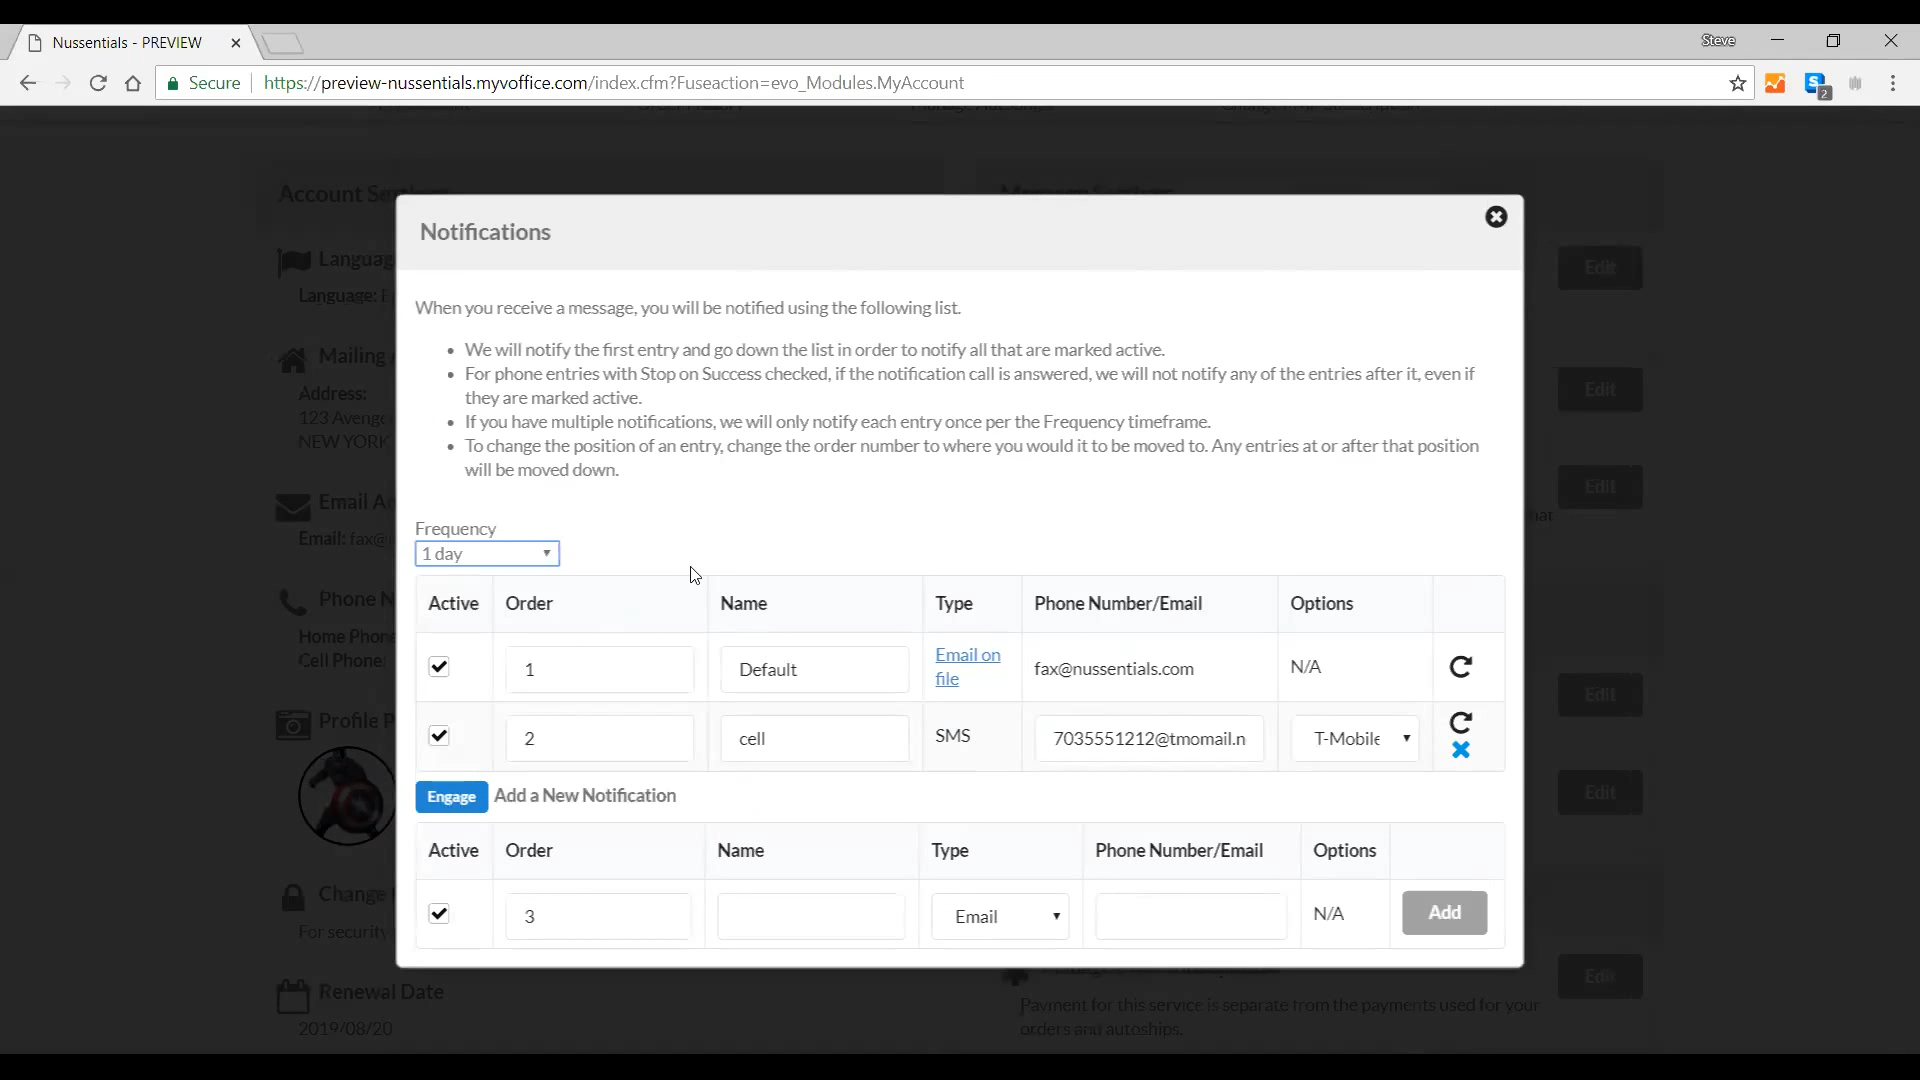 Nussentials - PREVIEW
Steve
Secure
https://preview-nussentials.myvoffice.com/index.cfm?Fuseaction=evo_Modules.MyAccount
2
Account
Notifications
When you receive a message, you will be notified using the following list.
We will notify the first entry and go down the list in order to notify all that are marked active.
For phone entries with Stop on Success checked, if the notification call is answered, we will not notify any of the entries after it, even if
they are marked active.
If you have multiple notifications, we will only notify each entry once per the Frequency timeframe.
To change the position of an entry, change the order number to where you would it to be moved to. Any entries at or after that position
will be moved down.
Frequency
1 day
Active Order Name Type Phone Number/Email Options
1 Default Email on file fax@nussentials.com N/A
2 cell SMS 7035551212@tmomail.n T-Mobile
Engage Add a New Notification
Active Order Name Type Phone Number/Email Options
3 Email N/A Add
Languag
Language: E
Mailing
Address:
123 Aveng
NEW YORK
Email A
Email: fax@
Phone N
Home Phon
Cell Phone:
Profile P
Change
For security
Renewal Date
2019/08/20
Edit
Edit
Edit
hat
Edit
Edit
Edit
Payment for this service is separate from the payments used for your
orders and autoships.